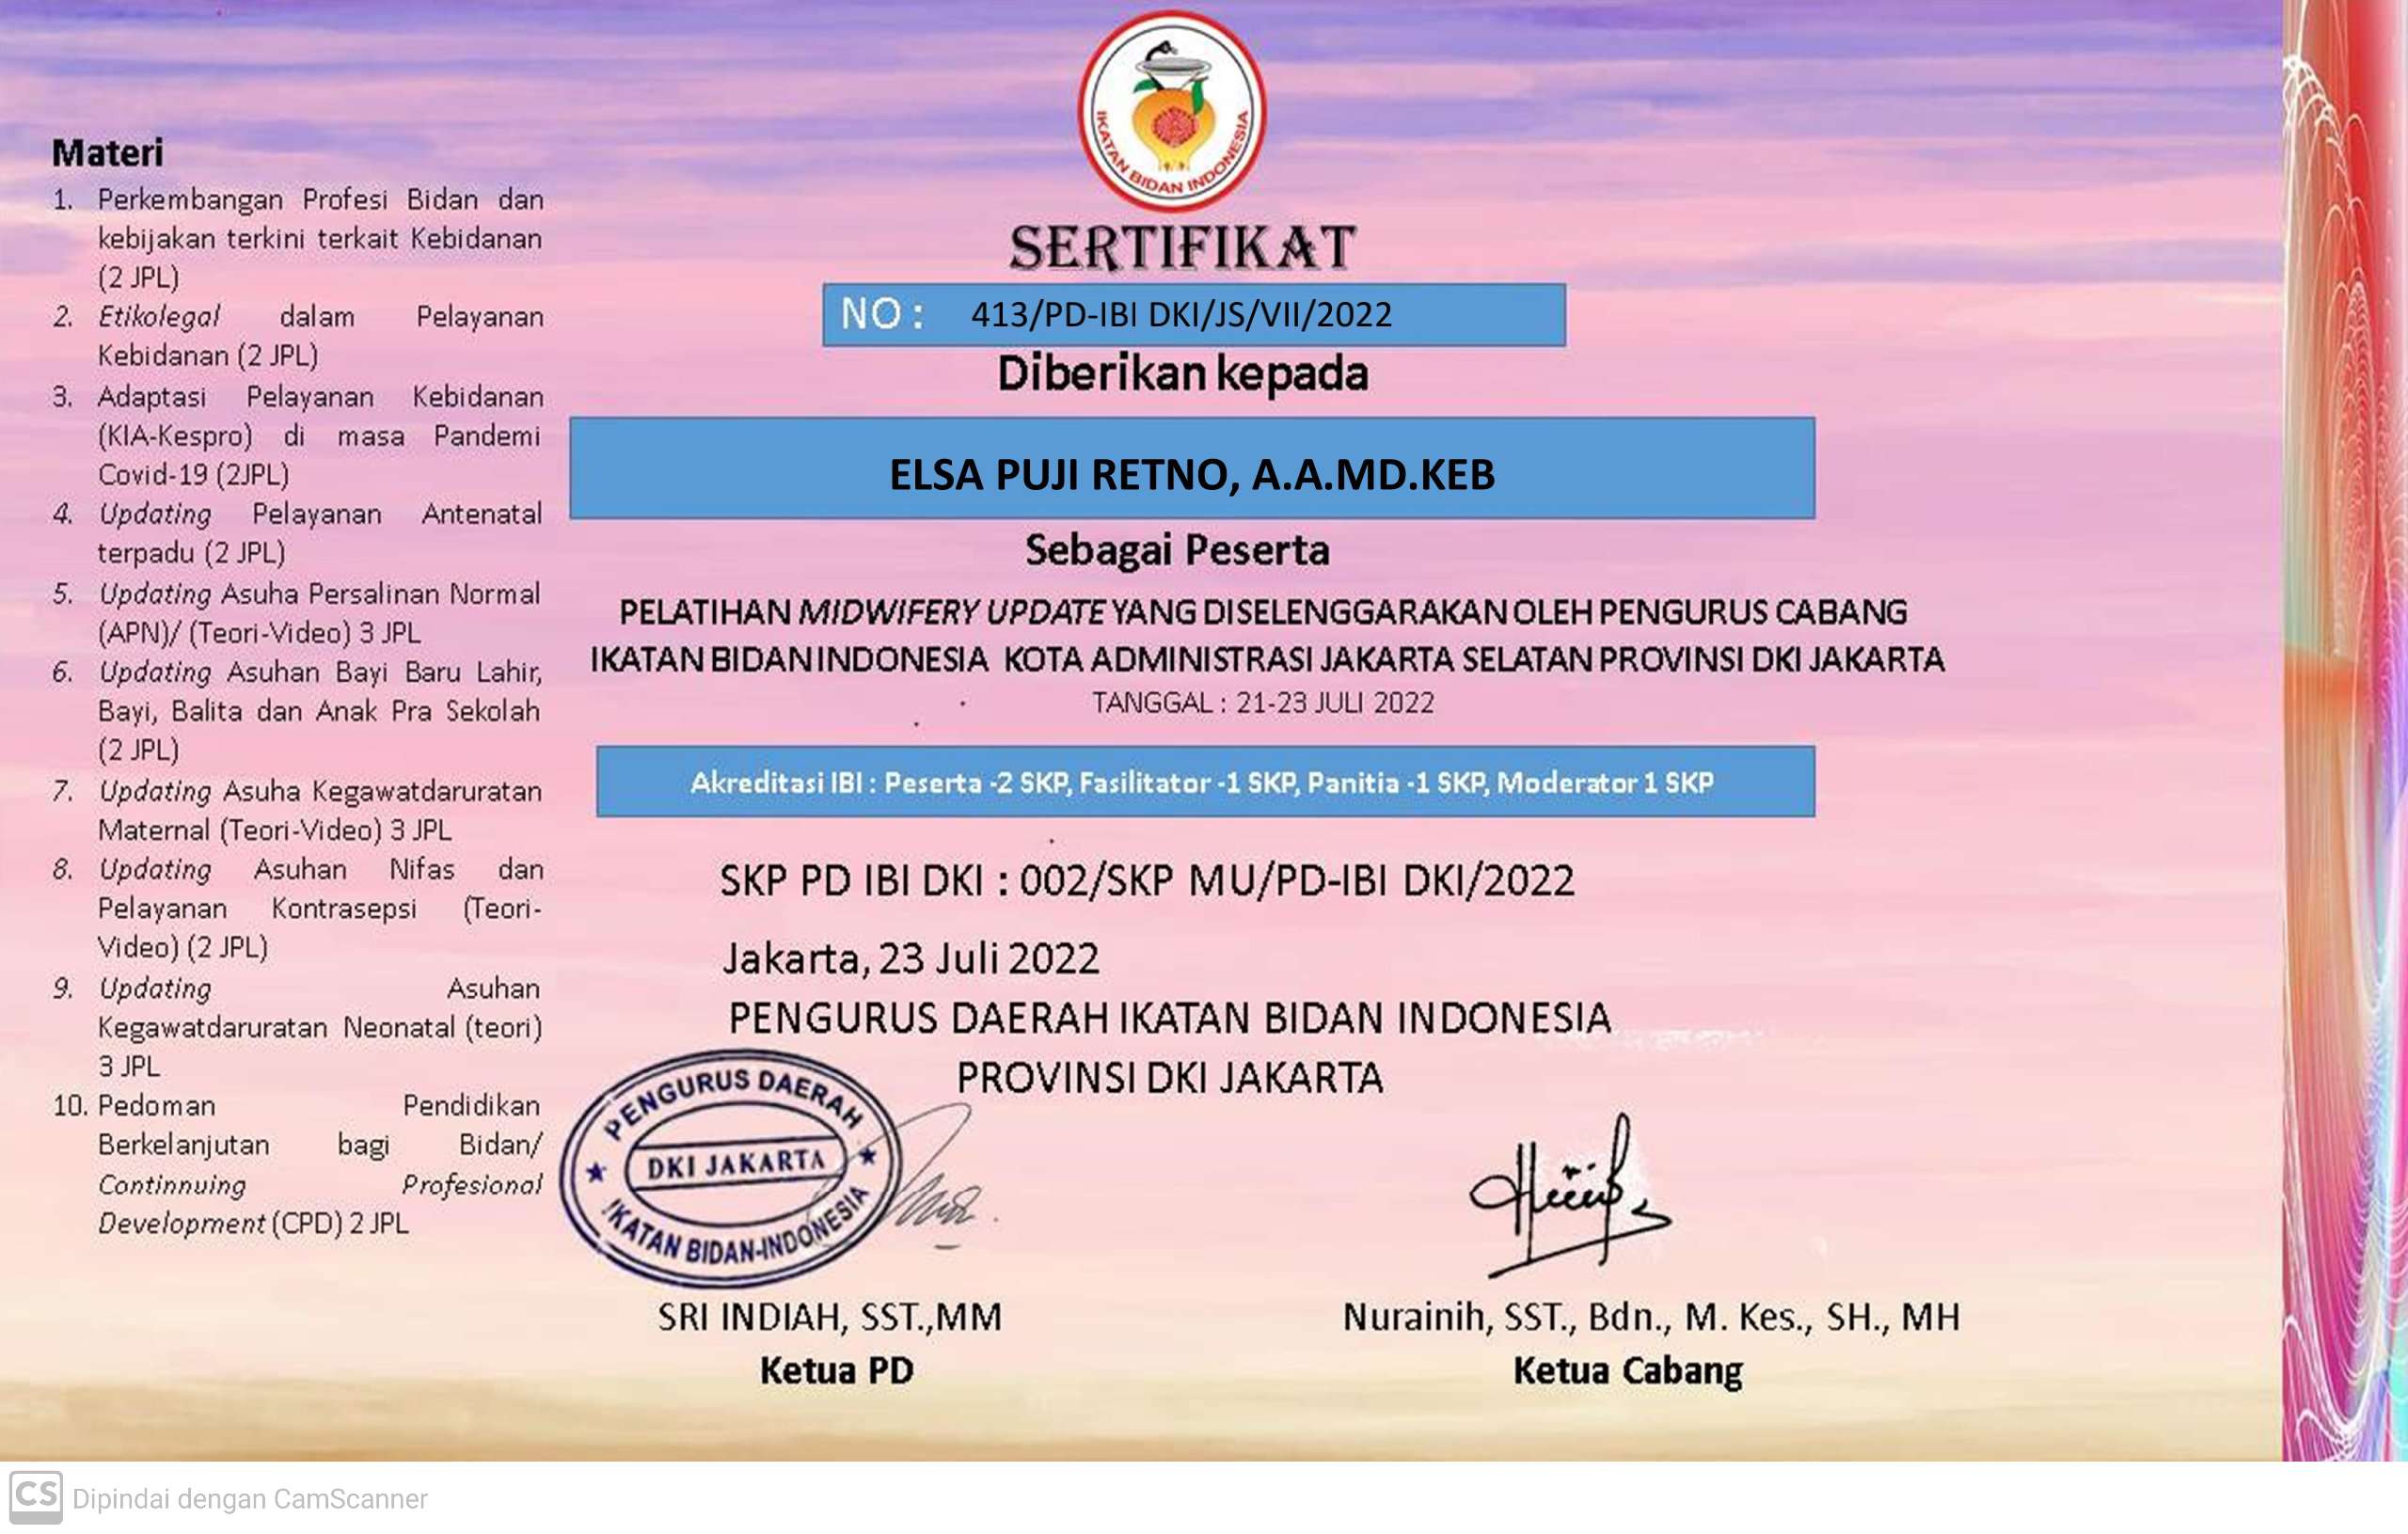 IKATAN BIDAN INDONESIA
SERTIFIKAT
NO : 413/PD-IBI DKI/JS/VII/2022
Diberikan kepada
ELSA PUJI RETNO, A.A.MD.KEB
Sebagai Peserta
PELATIHAN MIDWIFERY UPDATE YANG DISELENGGARAKAN OLEH PENGURUS CABANG
IKATAN BIDAN INDONESIA KOTA ADMINISTRASI JAKARTA SELATAN PROVINSI DKI JAKARTA
TANGGAL : 21-23 JULI 2022
Akreditasi IBI : Peserta -2 SKP, Fasilitator -1 SKP, Panitia -1 SKP, Moderator 1 SKP
SKP PD IBI DKI : 002/SKP MU/PD-IBI DKI/2022
Jakarta, 23 Juli 2022
PENGURUS DAERAH IKATAN BIDAN INDONESIA
PROVINSI DKI JAKARTA
PENGURUS DAERAH
DKI JAKARTA
IKATAN BIDAN-INDONESIA
SRI INDIAH, SST.,MM
Ketua PD
Nurainih, SST., Bdn., M. Kes., SH., MH
Ketua Cabang
Materi
1. Perkembangan Profesi Bidan dan
kebijakan terkini terkait Kebidanan
(2 JPL)
2. Etikolegal dalam Pelayanan
Kebidanan (2 JPL)
3. Adaptasi Pelayanan Kebidanan
(KIA-Kespro) di masa Pandemi
Covid-19 (2JPL)
4. Updating Pelayanan Antenatal
terpadu (2 JPL)
5. Updating Asuha Persalinan Normal
(APN)/ (Teori-Video) 3 JPL
6. Updating Asuhan Bayi Baru Lahir,
Bayi, Balita dan Anak Pra Sekolah
(2 JPL)
7. Updating Asuha Kegawatdaruratan
Maternal (Teori-Video) 3 JPL
8. Updating Asuhan Nifas dan
Pelayanan Kontrasepsi (Teori-
Video) (2 JPL)
9. Updating Asuhan
Kegawatdaruratan Neonatal (teori)
3 JPL
10. Pedoman Pendidikan
Berkelanjutan bagi Bidan/
Continnuing Profesional
Development (CPD) 2 JPL
CS Dipindai dengan CamScanner